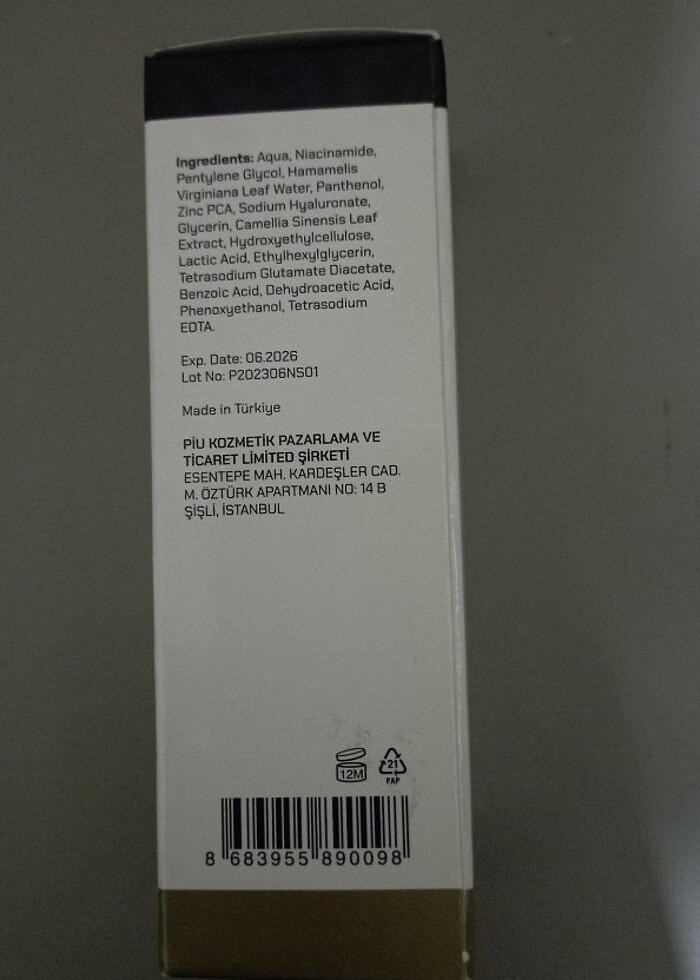 Ingredients: Aqua, Niacinamide,
Pentylene Glycol, Hamamelis
Virginiana Leaf Water, Panthenol,
Zinc PCA, Sodium Hyaluronate,
Glycerin, Camellia Sinensis Leaf
Extract, Hydroxyethylcellulose,
Lactic Acid, Ethylhexylglycerin,
Tetrasodium Glutamate Diacetate,
Benzoic Acid, Dehydroacetic Acid,
Phenoxyethanol, Tetrasodium
EDTA.
Exp. Date: 06.2026
Lot No: P202306NS01
Made in Türkiye
PİU KOZMETİK PAZARLAMA VE
TİCARET LİMİTED ŞİRKETİ
ESENTEPE MAH. KARDEŞLER CAD.
M. ÖZTÜRK APARTMANI NO: 14 B
ŞİŞLİ, İSTANBUL
12M
21
PAP
8 683955 890098